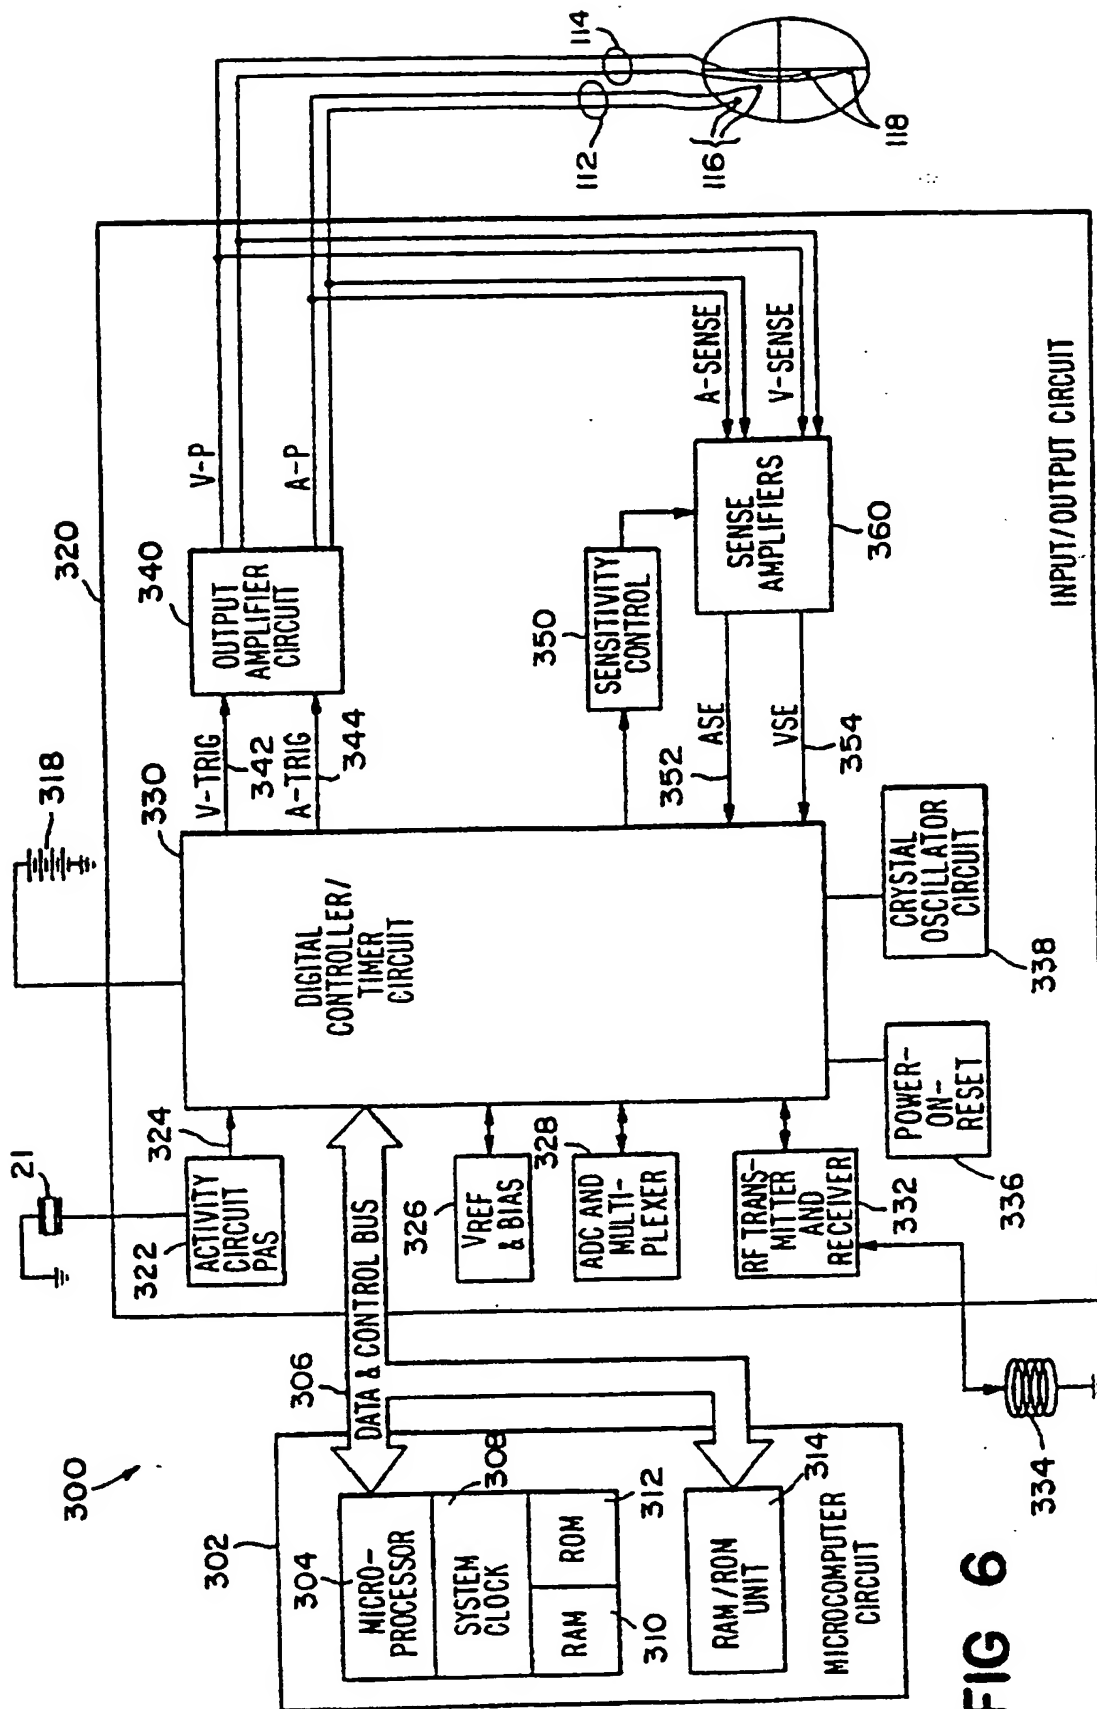 300
302
304
MICRO-
PROCESSOR
SYSTEM
CLOCK
308
RAM
ROM
310
312
RAM/ROM
UNIT
314
MICROCOMPUTER
CIRCUIT
306
DATA & CONTROL BUS
21
322
ACTIVITY
CIRCUIT
PAS
324
326
VREF
& BIAS
328
ADC AND
MULTI-
PLEXER
RF TRANS-
MITTER
AND
RECEIVER
332
334
POWER-
ON-
RESET
336
CRYSTAL
OSCILLATOR
CIRCUIT
338
318
320
330
DIGITAL
CONTROLLER/
TIMER
CIRCUIT
V-TRIG
342
A-TRIG
344
340
OUTPUT
AMPLIFIER
CIRCUIT
V-P
A-P
350
SENSITIVITY
CONTROL
352
ASE
VSE
354
SENSE
AMPLIFIERS
360
A-SENSE
V-SENSE
INPUT/OUTPUT CIRCUIT
112
114
116
118
FIG 6